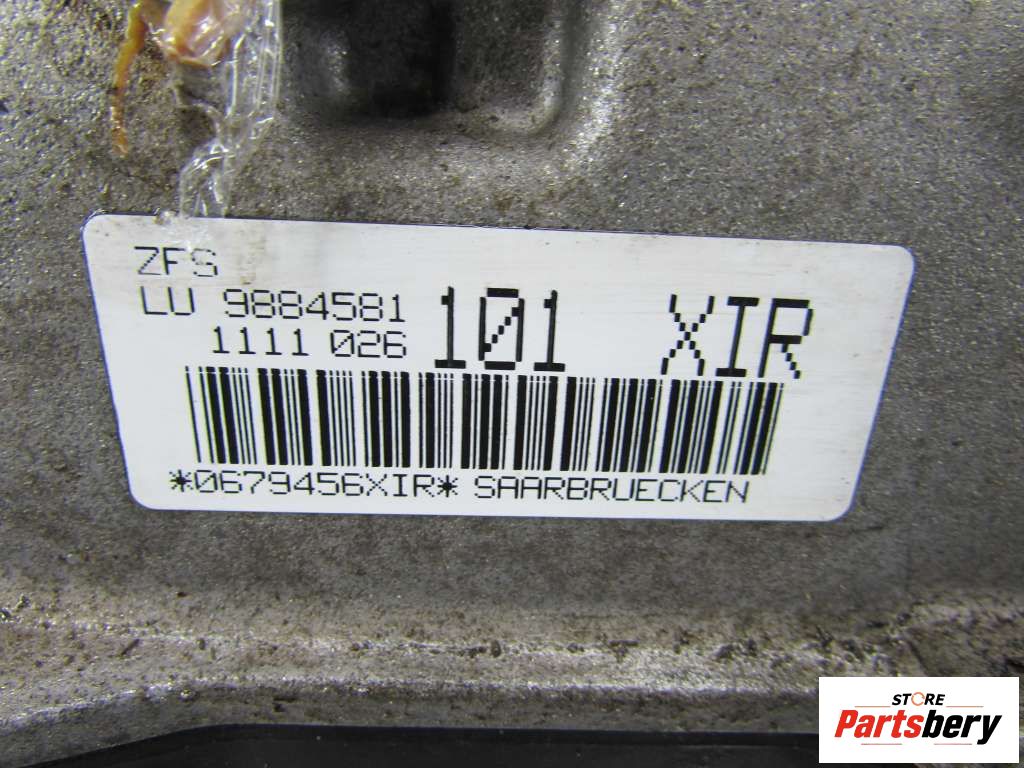 ZFS
LU 9884581 101 XIR
1111 026
*0679456XIR* SAARBRUECKEN
STORE
Partsbery